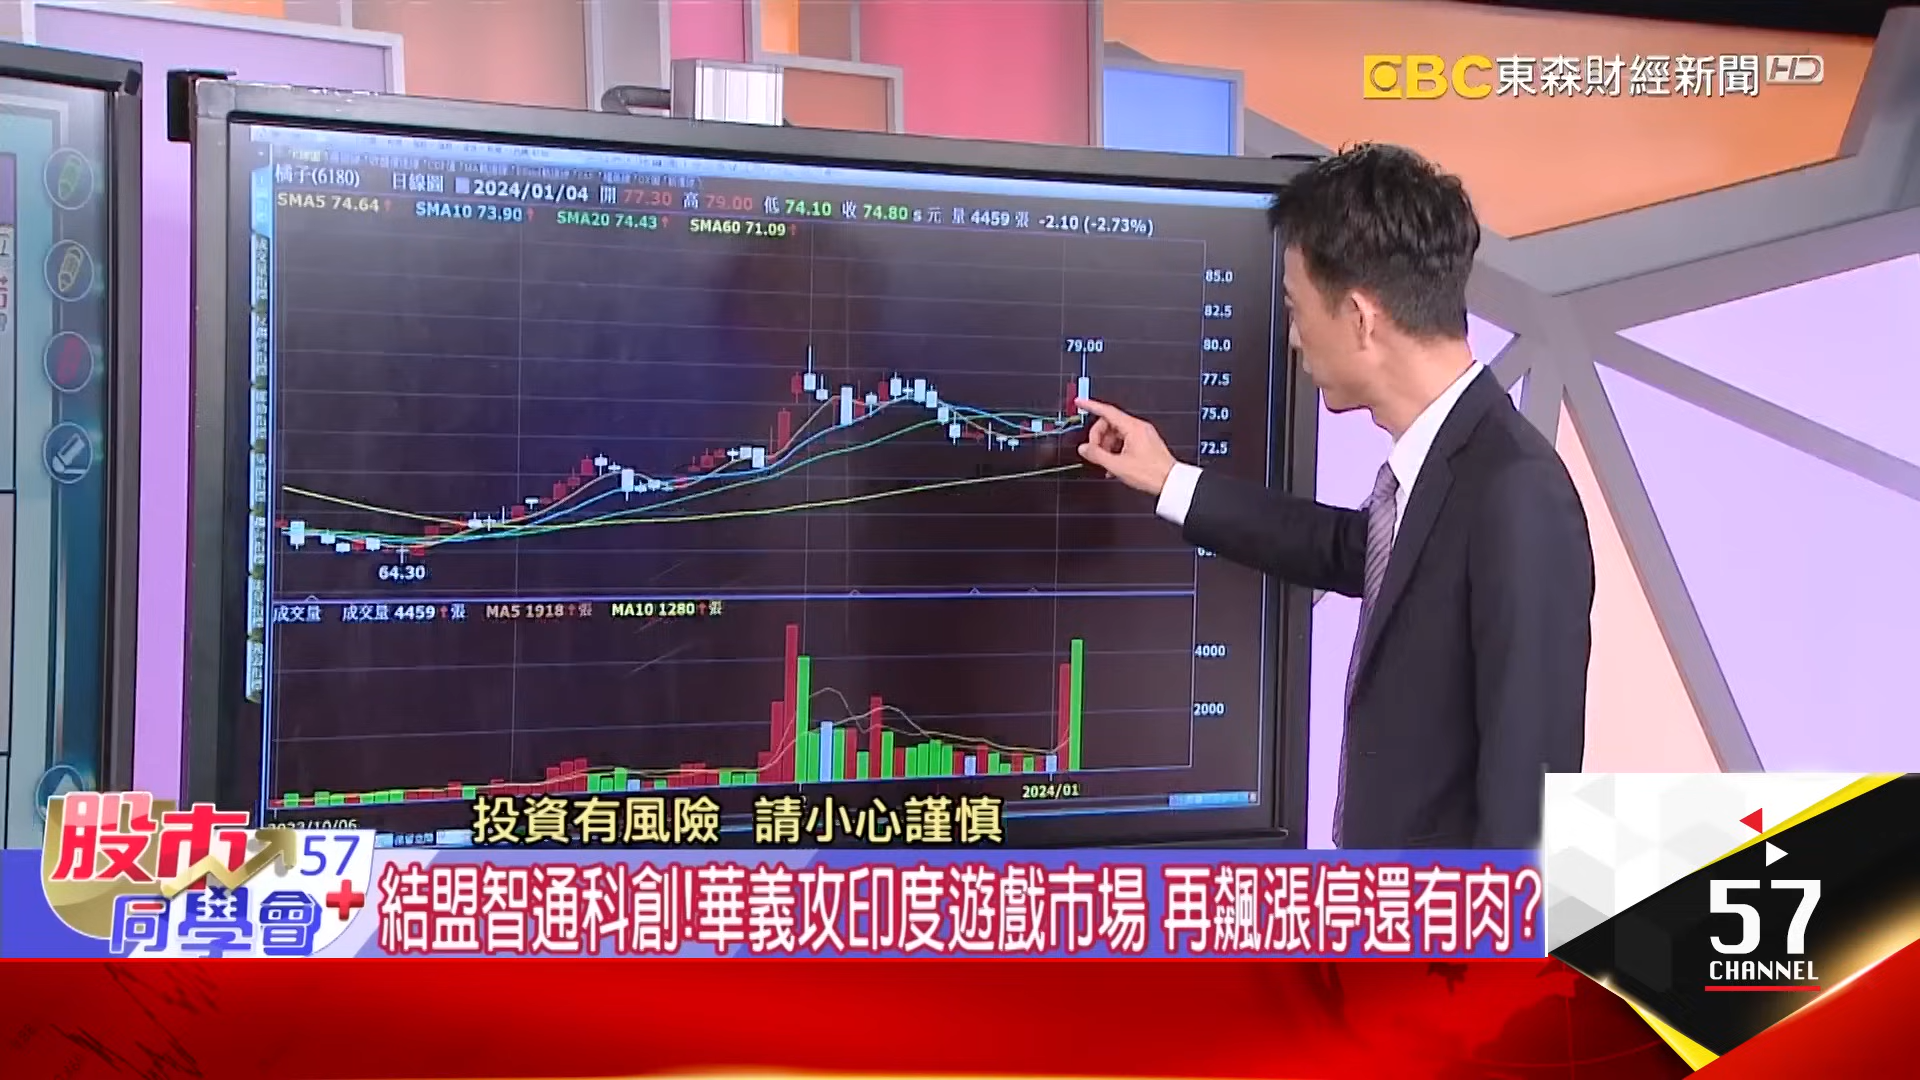 EBC東森財經新聞HD
橘子(6180) 日線圖 2024/01/04 開 77.30 高 79.00 低 74.10 收 74.80 s 元 量 4459 張 -2.10 (-2.73%)
SMA5 74.64↑ SMA10 73.90↑ SMA20 74.43↑ SMA60 71.09↑
85.0
82.5
80.0
79.00
77.5
75.0
72.5
64.30
成交量 成交量 4459↑張 MA5 1918↑張 MA10 1280↑張
4000
2000
2024/01
2023/10/06
投資有風險 請小心謹慎
股市57
同學會+
結盟智通科創!華義攻印度遊戲市場 再飆漲停還有肉?
57
CHANNEL